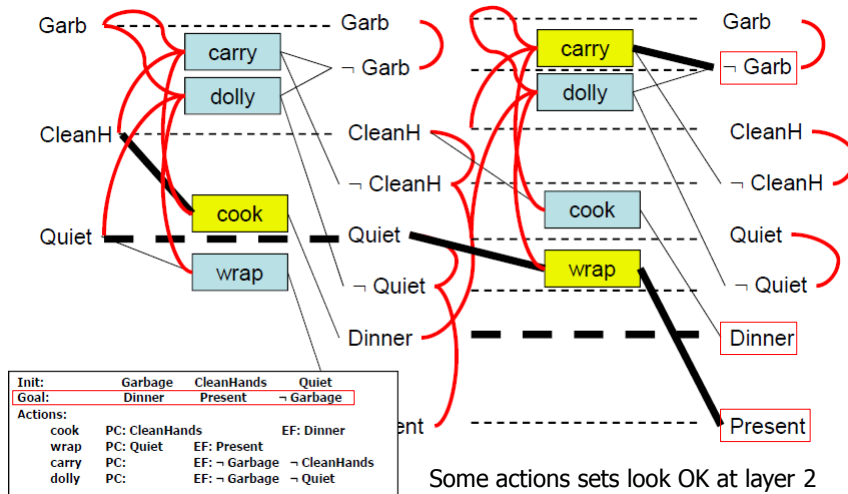 Garb
carry
dolly
CleanH
cook
Quiet
wrap
Garb
¬ Garb
CleanH
¬ CleanH
Quiet
¬ Quiet
Dinner
ent
carry
dolly
cook
wrap
Garb
¬ Garb
CleanH
¬ CleanH
Quiet
¬ Quiet
Dinner
Present
Init: Garbage CleanHands Quiet
Goal: Dinner Present ¬ Garbage
Actions:
cook PC: CleanHands EF: Dinner
wrap PC: Quiet EF: Present
carry PC: EF: ¬ Garbage ¬ CleanHands
dolly PC: EF: ¬ Garbage ¬ Quiet
Some actions sets look OK at layer 2